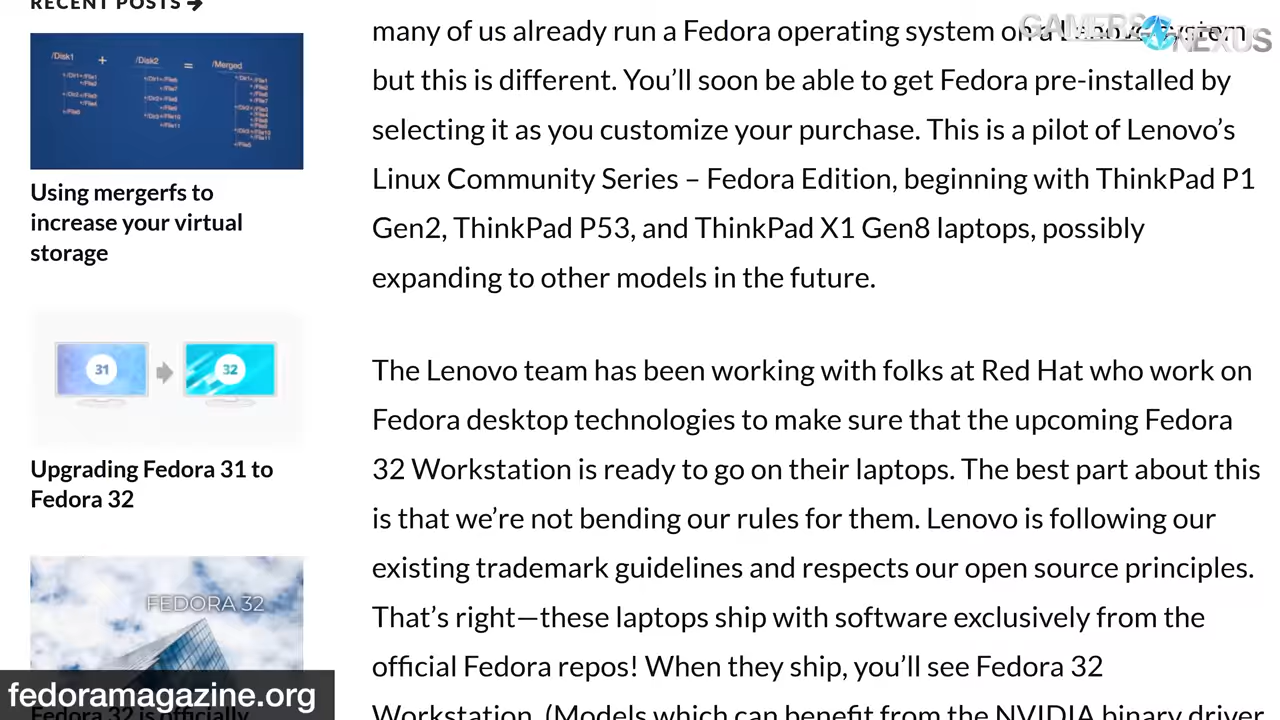 RECENT POSTS →
/Disk1 + /Disk2 = /Merged
Using mergerfs to
increase your virtual
storage
31 32
Upgrading Fedora 31 to
Fedora 32
FEDORA 32
Fedora 32 is officially
many of us already run a Fedora operating system on a Lenovo system
but this is different. You’ll soon be able to get Fedora pre-installed by
selecting it as you customize your purchase. This is a pilot of Lenovo’s
Linux Community Series – Fedora Edition, beginning with ThinkPad P1
Gen2, ThinkPad P53, and ThinkPad X1 Gen8 laptops, possibly
expanding to other models in the future.
The Lenovo team has been working with folks at Red Hat who work on
Fedora desktop technologies to make sure that the upcoming Fedora
32 Workstation is ready to go on their laptops. The best part about this
is that we’re not bending our rules for them. Lenovo is following our
existing trademark guidelines and respects our open source principles.
That’s right—these laptops ship with software exclusively from the
official Fedora repos! When they ship, you’ll see Fedora 32
Workstation. (Models which can benefit from the NVIDIA binary driver
GAMERS
NEXUS
fedoramagazine.org